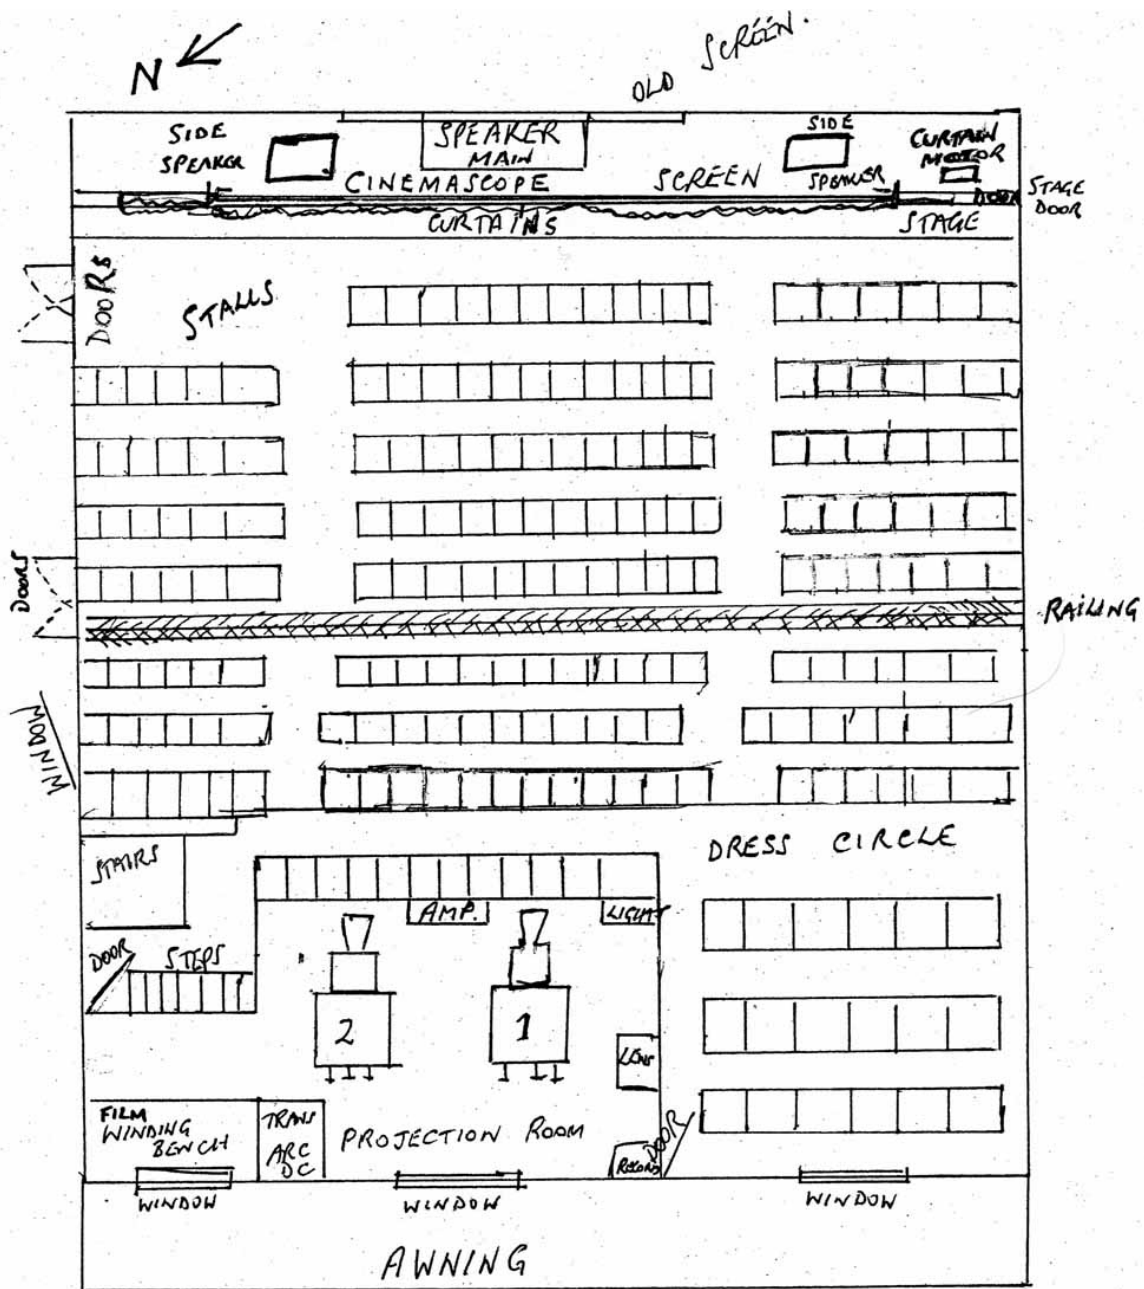 N
OLD SCREEN.
SIDE
SPEAKER
SPEAKER
MAIN
SIDE
SPEAKER
CURTAIN
MOTOR
CINEMASCOPE SCREEN
DOOR
STAGE
DOOR
CURTAINS
STAGE
DOORS
STALLS
DOORS
RAILING
WINDOW
DRESS CIRCLE
STAIRS
AMP.
LIGHT
DOOR
STEPS
2
1
LENS
FILM
WINDING
BENCH
TRANS
ARC
DC
PROJECTION ROOM
RECORD
DOOR
WINDOW
WINDOW
WINDOW
AWNING